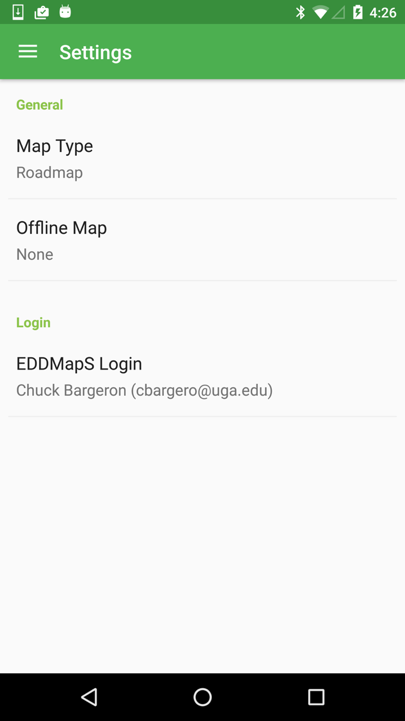 4:26
Settings
General
Map Type
Roadmap
Offline Map
None
Login
EDDMapS Login
Chuck Bargeron (cbargero@uga.edu)